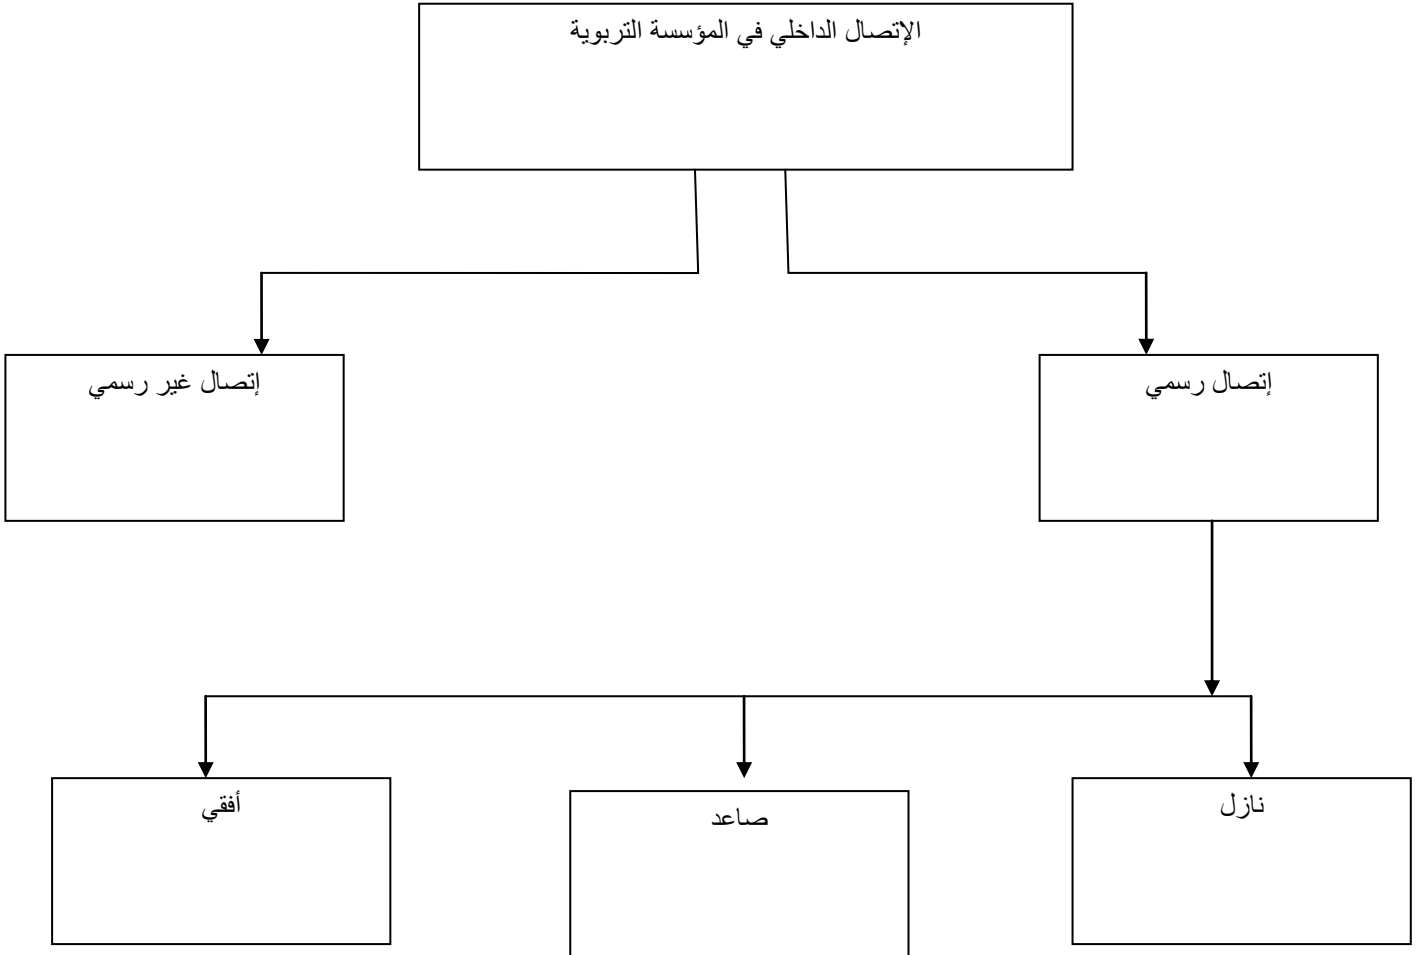 الإتصال الداخلي في المؤسسة التربوية
إتصال رسمي
إتصال غير رسمي
نازل
صاعد
أفقي